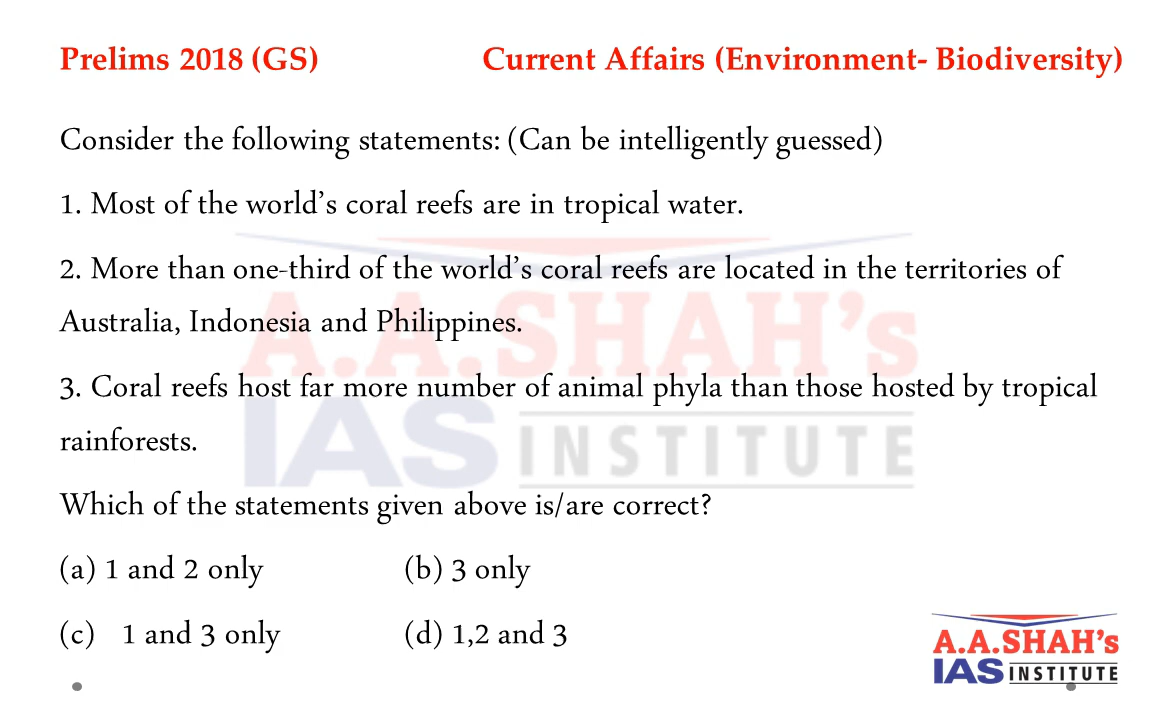 Prelims 2018 (GS) Current Affairs (Environment- Biodiversity)
Consider the following statements: (Can be intelligently guessed)
1. Most of the world’s coral reefs are in tropical water.
2. More than one-third of the world’s coral reefs are located in the territories of
Australia, Indonesia and Philippines.
3. Coral reefs host far more number of animal phyla than those hosted by tropical
rainforests.
Which of the statements given above is/are correct?
(a) 1 and 2 only (b) 3 only
(c) 1 and 3 only (d) 1,2 and 3
A.A.SHAH’s
IAS INSTITUTE
A.A.SHAH’s
IAS INSTITUTE